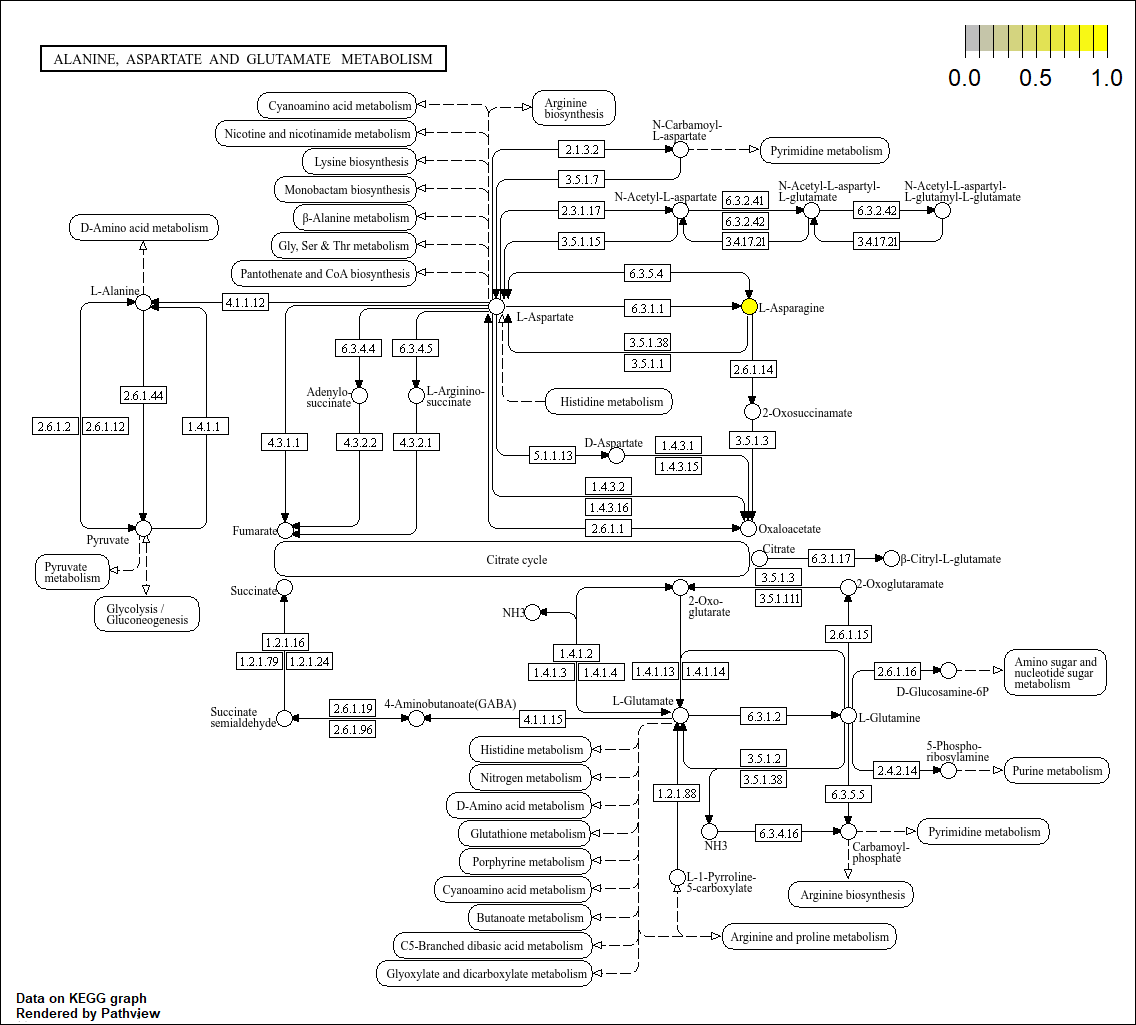 ALANINE, ASPARTATE AND GLUTAMATE METABOLISM
0.0 0.5 1.0
Cyanoamino acid metabolism
Arginine
biosynthesis
Nicotine and nicotinamide metabolism
N-Carbamoyl-
L-aspartate
2.1.3.2
Pyrimidine metabolism
Lysine biosynthesis
3.5.1.7
Monobactam biosynthesis
N-Acetyl-L-aspartate
6.3.2.41
N-Acetyl-L-aspartyl-
L-glutamate
N-Acetyl-L-aspartyl-
L-glutamyl-L-glutamate
β-Alanine metabolism
2.3.1.17
6.3.2.42
6.3.2.42
D-Amino acid metabolism
Gly, Ser & Thr metabolism
3.5.1.15
3.4.17.21
3.4.17.21
Pantothenate and CoA biosynthesis
6.3.5.4
L-Alanine
4.1.1.12
L-Aspartate
6.3.1.1
L-Asparagine
6.3.4.4
6.3.4.5
3.5.1.38
3.5.1.1
2.6.1.14
2.6.1.44
Adenylo-
succinate
L-Arginino-
succinate
Histidine metabolism
2-Oxosuccinamate
2.6.1.2
2.6.1.12
1.4.1.1
4.3.1.1
4.3.2.2
4.3.2.1
D-Aspartate
5.1.1.13
1.4.3.1
1.4.3.15
3.5.1.3
1.4.3.2
1.4.3.16
2.6.1.1
Pyruvate
Fumarate
Oxaloacetate
Citrate cycle
Citrate
6.3.1.17
β-Cityl-L-glutamate
Pyruvate
metabolism
Glycolysis /
Gluconeogenesis
Succinate
NH3
2-Oxo-
glutarate
3.5.1.3
3.5.1.111
2-Oxoglutaramate
1.2.1.16
1.2.1.79
1.2.1.24
1.4.1.2
1.4.1.3
1.4.1.4
1.4.1.13
1.4.1.14
2.6.1.15
2.6.1.16
D-Glucosamine-6P
Amino sugar and
nucleotide sugar
metabolism
Succinate
semialdehyde
2.6.1.19
2.6.1.96
4-Aminobutanoate(GABA)
4.1.1.15
L-Glutamate
6.3.1.2
L-Glutamine
Histidine metabolism
3.5.1.2
3.5.1.38
5-Phospho-
ribosylamine
2.4.2.14
Purine metabolism
Nitrogen metabolism
1.2.1.88
6.3.5.5
D-Amino acid metabolism
Glutathione metabolism
NH3
6.3.4.16
Carbamoyl-
phosphate
Pyrimidine metabolism
Porphyrine metabolism
Cyanoamino acid metabolism
L-1-Pyrroline-
5-carboxylate
Arginine biosynthesis
Butanoate metabolism
C5-Branched dibasic acid metabolism
Arginine and proline metabolism
Glyoxylate and dicarboxylate metabolism
Data on KEGG graph
Rendered by Pathview